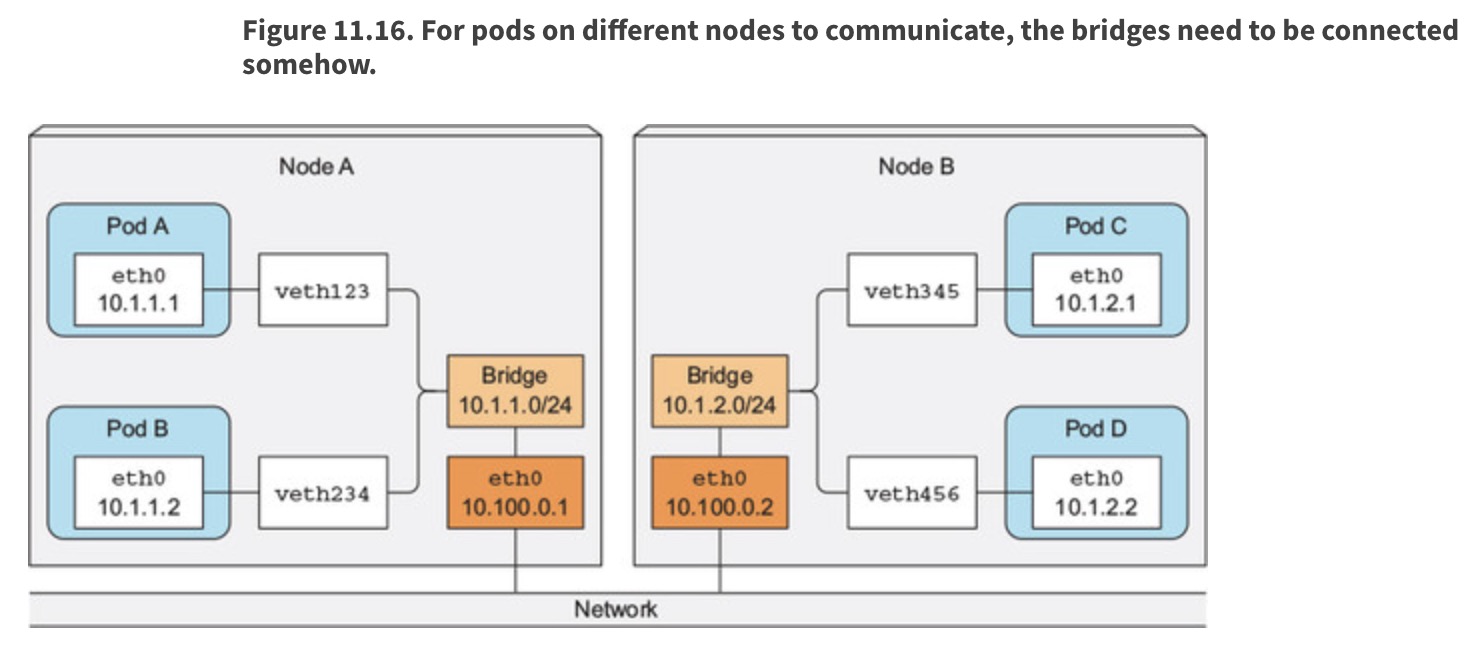 Figure 11.16. For pods on different nodes to communicate, the bridges need to be connected
somehow.
Node A
Pod A
eth0
10.1.1.1
veth123
Pod B
eth0
10.1.1.2
veth234
Bridge
10.1.1.0/24
eth0
10.100.0.1
Node B
Bridge
10.1.2.0/24
eth0
10.100.0.2
veth345
Pod C
eth0
10.1.2.1
veth456
Pod D
eth0
10.1.2.2
Network